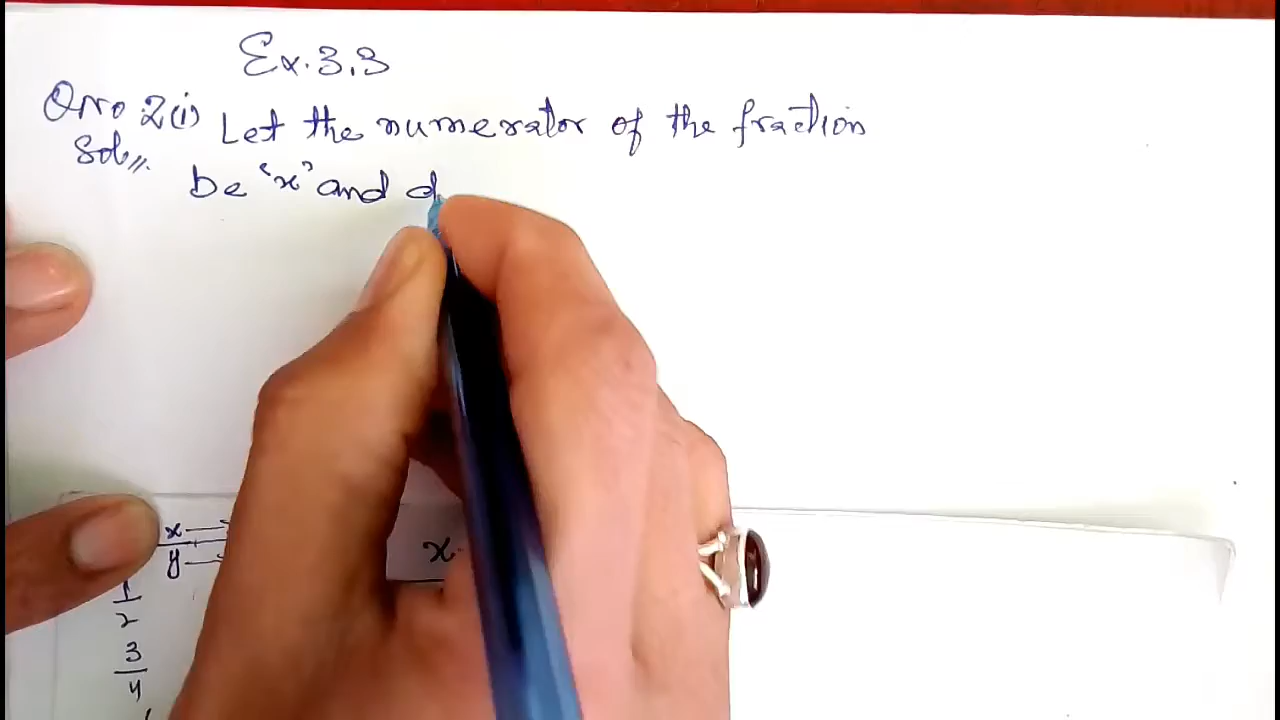 Ex. 3.3
Qno 2(i) Let the numerator of the fraction
Sol//.
be "x" and d
x
y
x
1
2
3
4